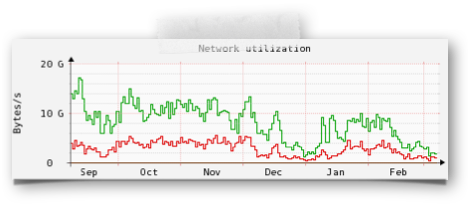 Network utilization
Bytes/s
20 G
10 G
0
Sep Oct Nov Dec Jan Feb